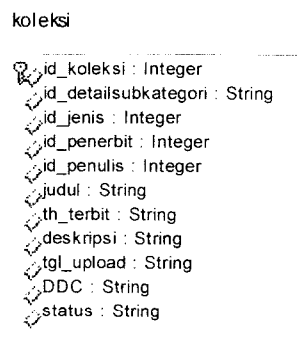 koleksi
id_koleksi : Integer
id_detailsubkategori : String
id_jenis : Integer
id_penerbit : Integer
id_penulis : Integer
judul : String
th_terbit : String
deskripsi : String
tgl_upload : String
DDC : String
status : String